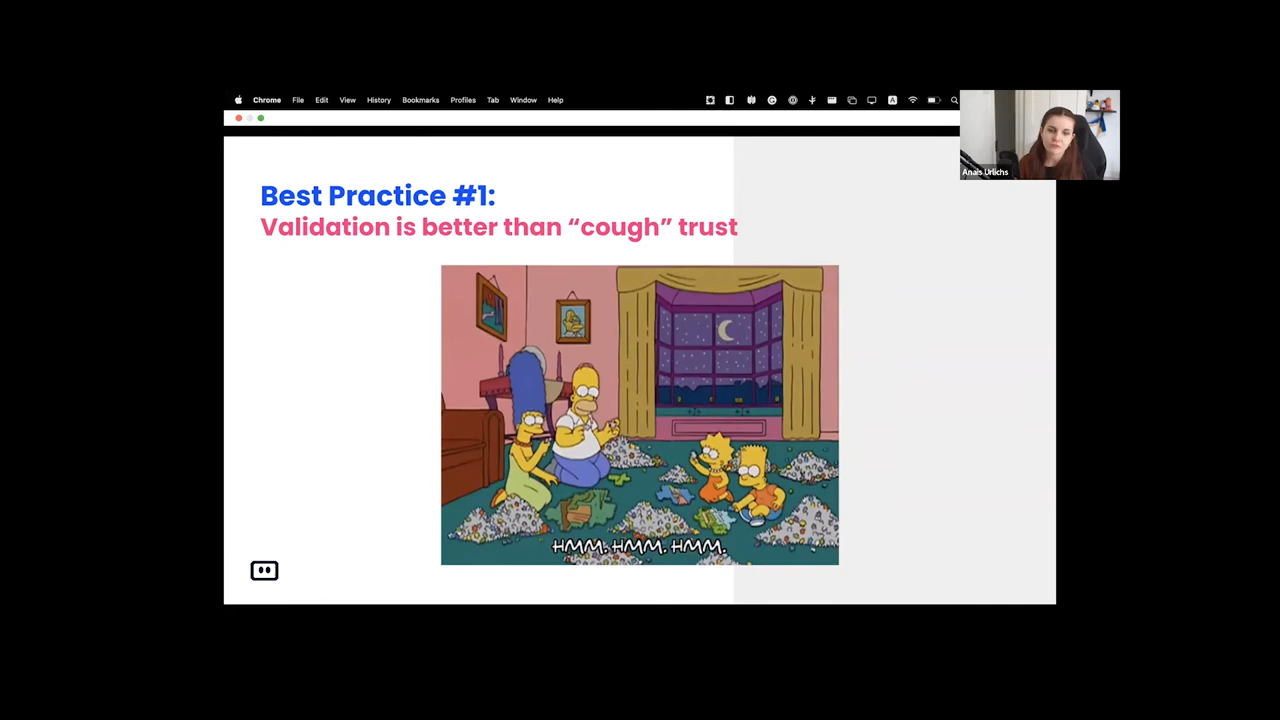 Chrome File Edit View History Bookmarks Profiles Tab Window Help
A
Anais Urlichs
Best Practice #1:
Validation is better than “cough” trust
HMM. HMM. HMM.